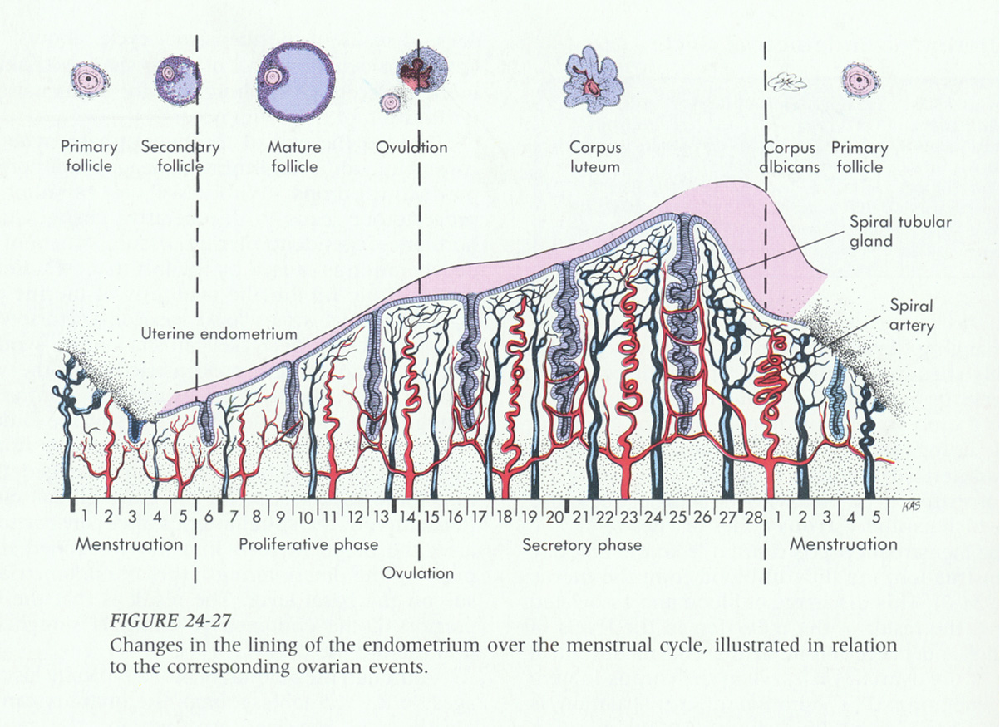 Primary
follicle
Secondary
follicle
Mature
follicle
Ovulation
Corpus
luteum
Corpus
albicans
Primary
follicle
Spiral tubular
gland
Spiral
artery
Uterine endometrium
1 2 3 4 5 6 7 8 9 10 11 12 13 14 15 16 17 18 19 20 21 22 23 24 25 26 27 28 1 2 3 4 5
KAS
Menstruation
Proliferative phase
Secretory phase
Menstruation
Ovulation
FIGURE 24-27
Changes in the lining of the endometrium over the menstrual cycle, illustrated in relation
to the corresponding ovarian events.